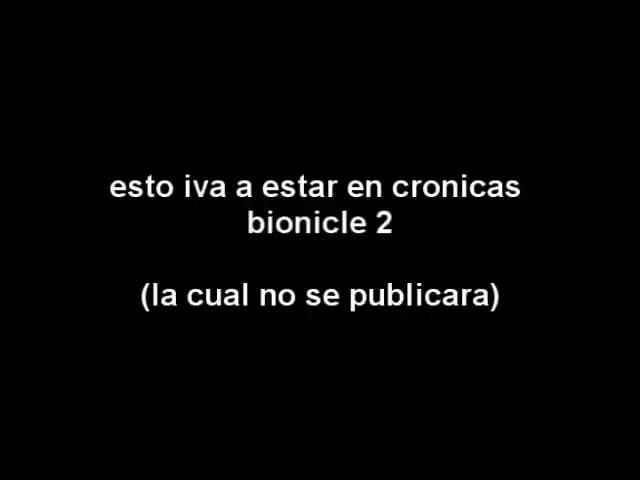 esto iva a estar en cronicas
bionicle 2
(la cual no se publicara)